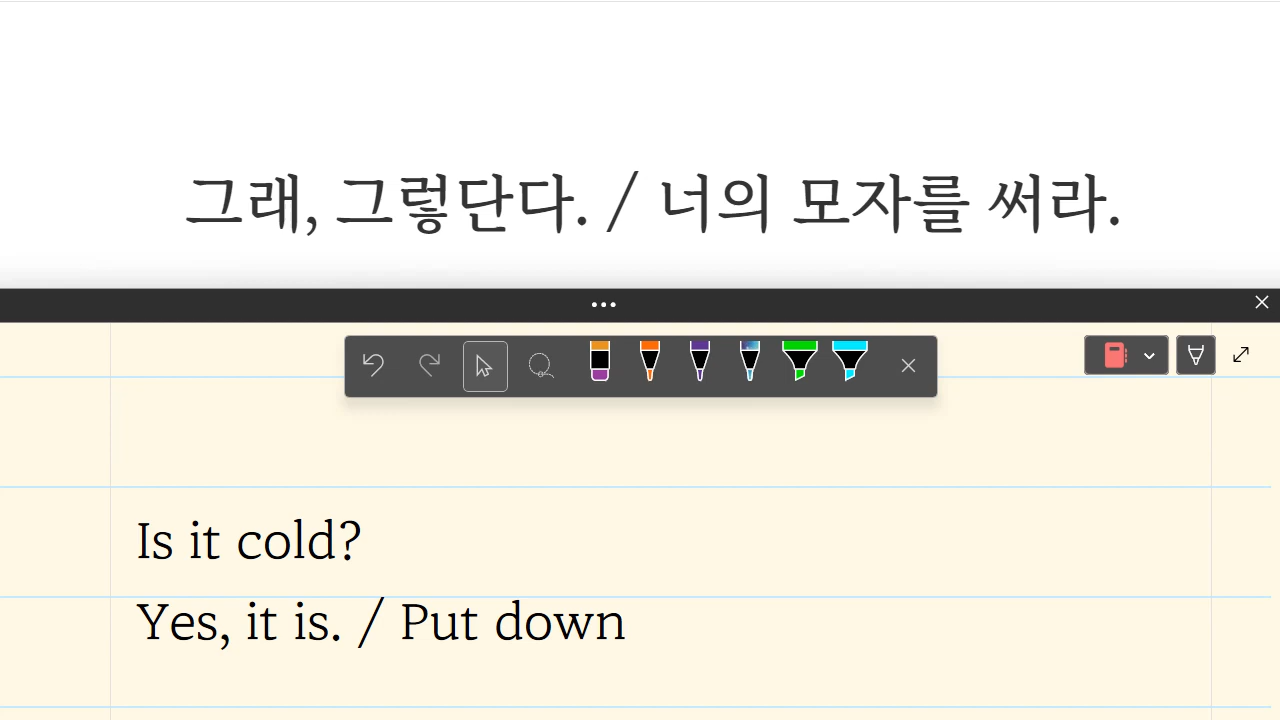 그래, 그렇단다. / 너의 모자를 써라.
Is it cold?
Yes, it is. / Put down